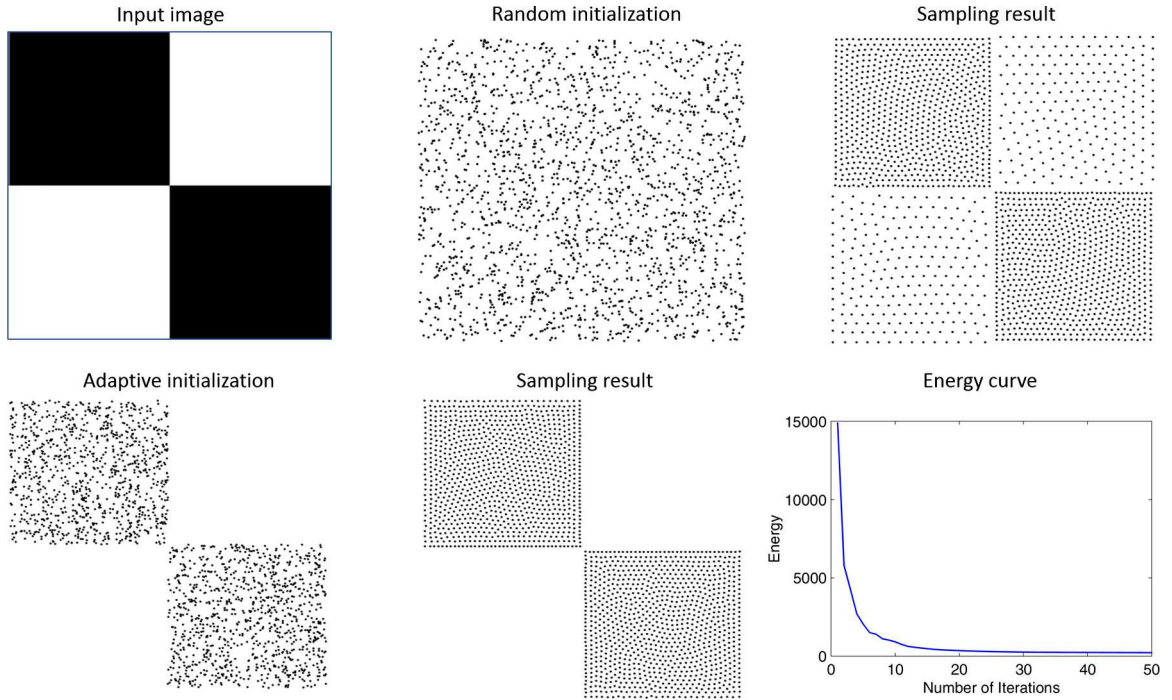 Input image
Random initialization
Sampling result
Adaptive initialization
Sampling result
Energy curve
15000
10000
5000
0
Energy
0 10 20 30 40 50
Number of Iterations